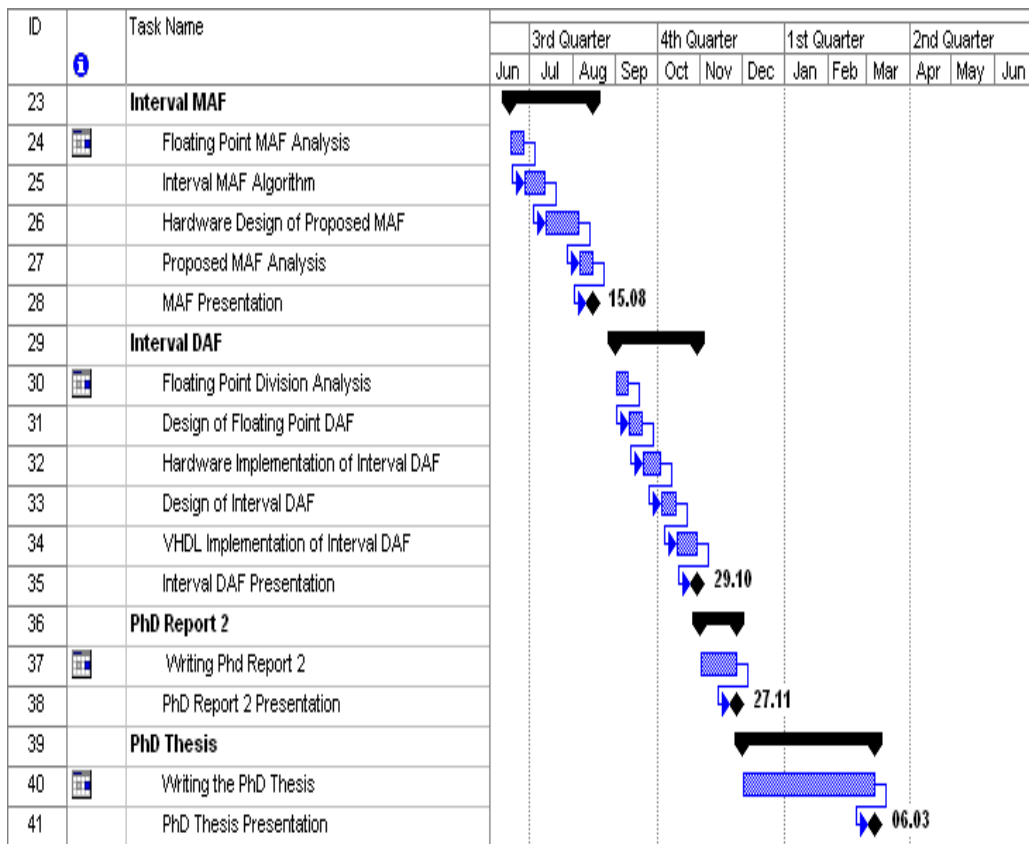 ID Task Name
3rd Quarter 4th Quarter 1st Quarter 2nd Quarter
Jun Jul Aug Sep Oct Nov Dec Jan Feb Mar Apr May Jun
23 Interval MAF
24 Floating Point MAF Analysis
25 Interval MAF Algorithm
26 Hardware Design of Proposed MAF
27 Proposed MAF Analysis
28 MAF Presentation 15.08
29 Interval DAF
30 Floating Point Division Analysis
31 Design of Floating Point DAF
32 Hardware Implementation of Interval DAF
33 Design of Interval DAF
34 VHDL Implementation of Interval DAF
35 Interval DAF Presentation 29.10
36 PhD Report 2
37 Writing Phd Report 2
38 PhD Report 2 Presentation 27.11
39 PhD Thesis
40 Writing the PhD Thesis
41 PhD Thesis Presentation 06.03